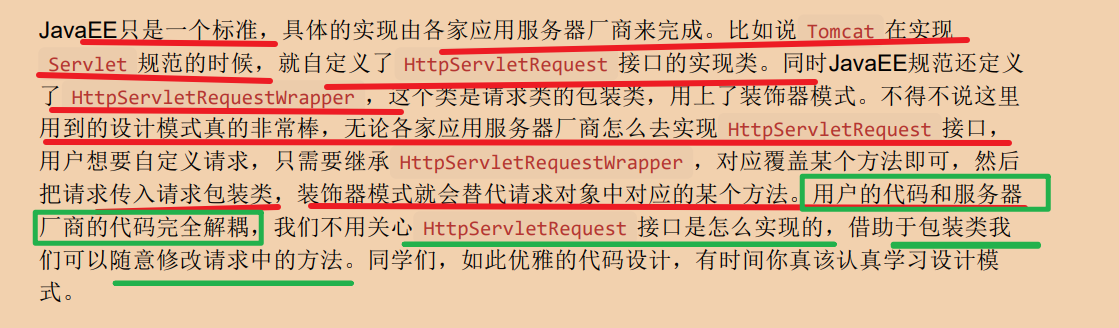 JavaEE只是一个标准，具体的实现由各家应用服务器厂商来完成。比如说 Tomcat 在实现
Servlet 规范的时候，就自定义了 HttpServletRequest 接口的实现类。同时JavaEE规范还定义
了 HttpServletRequestWrapper ，这个类是请求类的包装类，用上了装饰器模式。不得不说这里
用到的设计模式真的非常棒，无论各家应用服务器厂商怎么去实现 HttpServletRequest 接口，
用户想要自定义请求，只需要继承 HttpServletRequestWrapper ，对应覆盖某个方法即可，然后
把请求传入请求包装类，装饰器模式就会替代请求对象中对应的某个方法。用户的代码和服务器
厂商的代码完全解耦，我们不用关心 HttpServletRequest 接口是怎么实现的，借助于包装类我
们可以随意修改请求中的方法。同学们，如此优雅的代码设计，有时间你真该认真学习设计模
式。